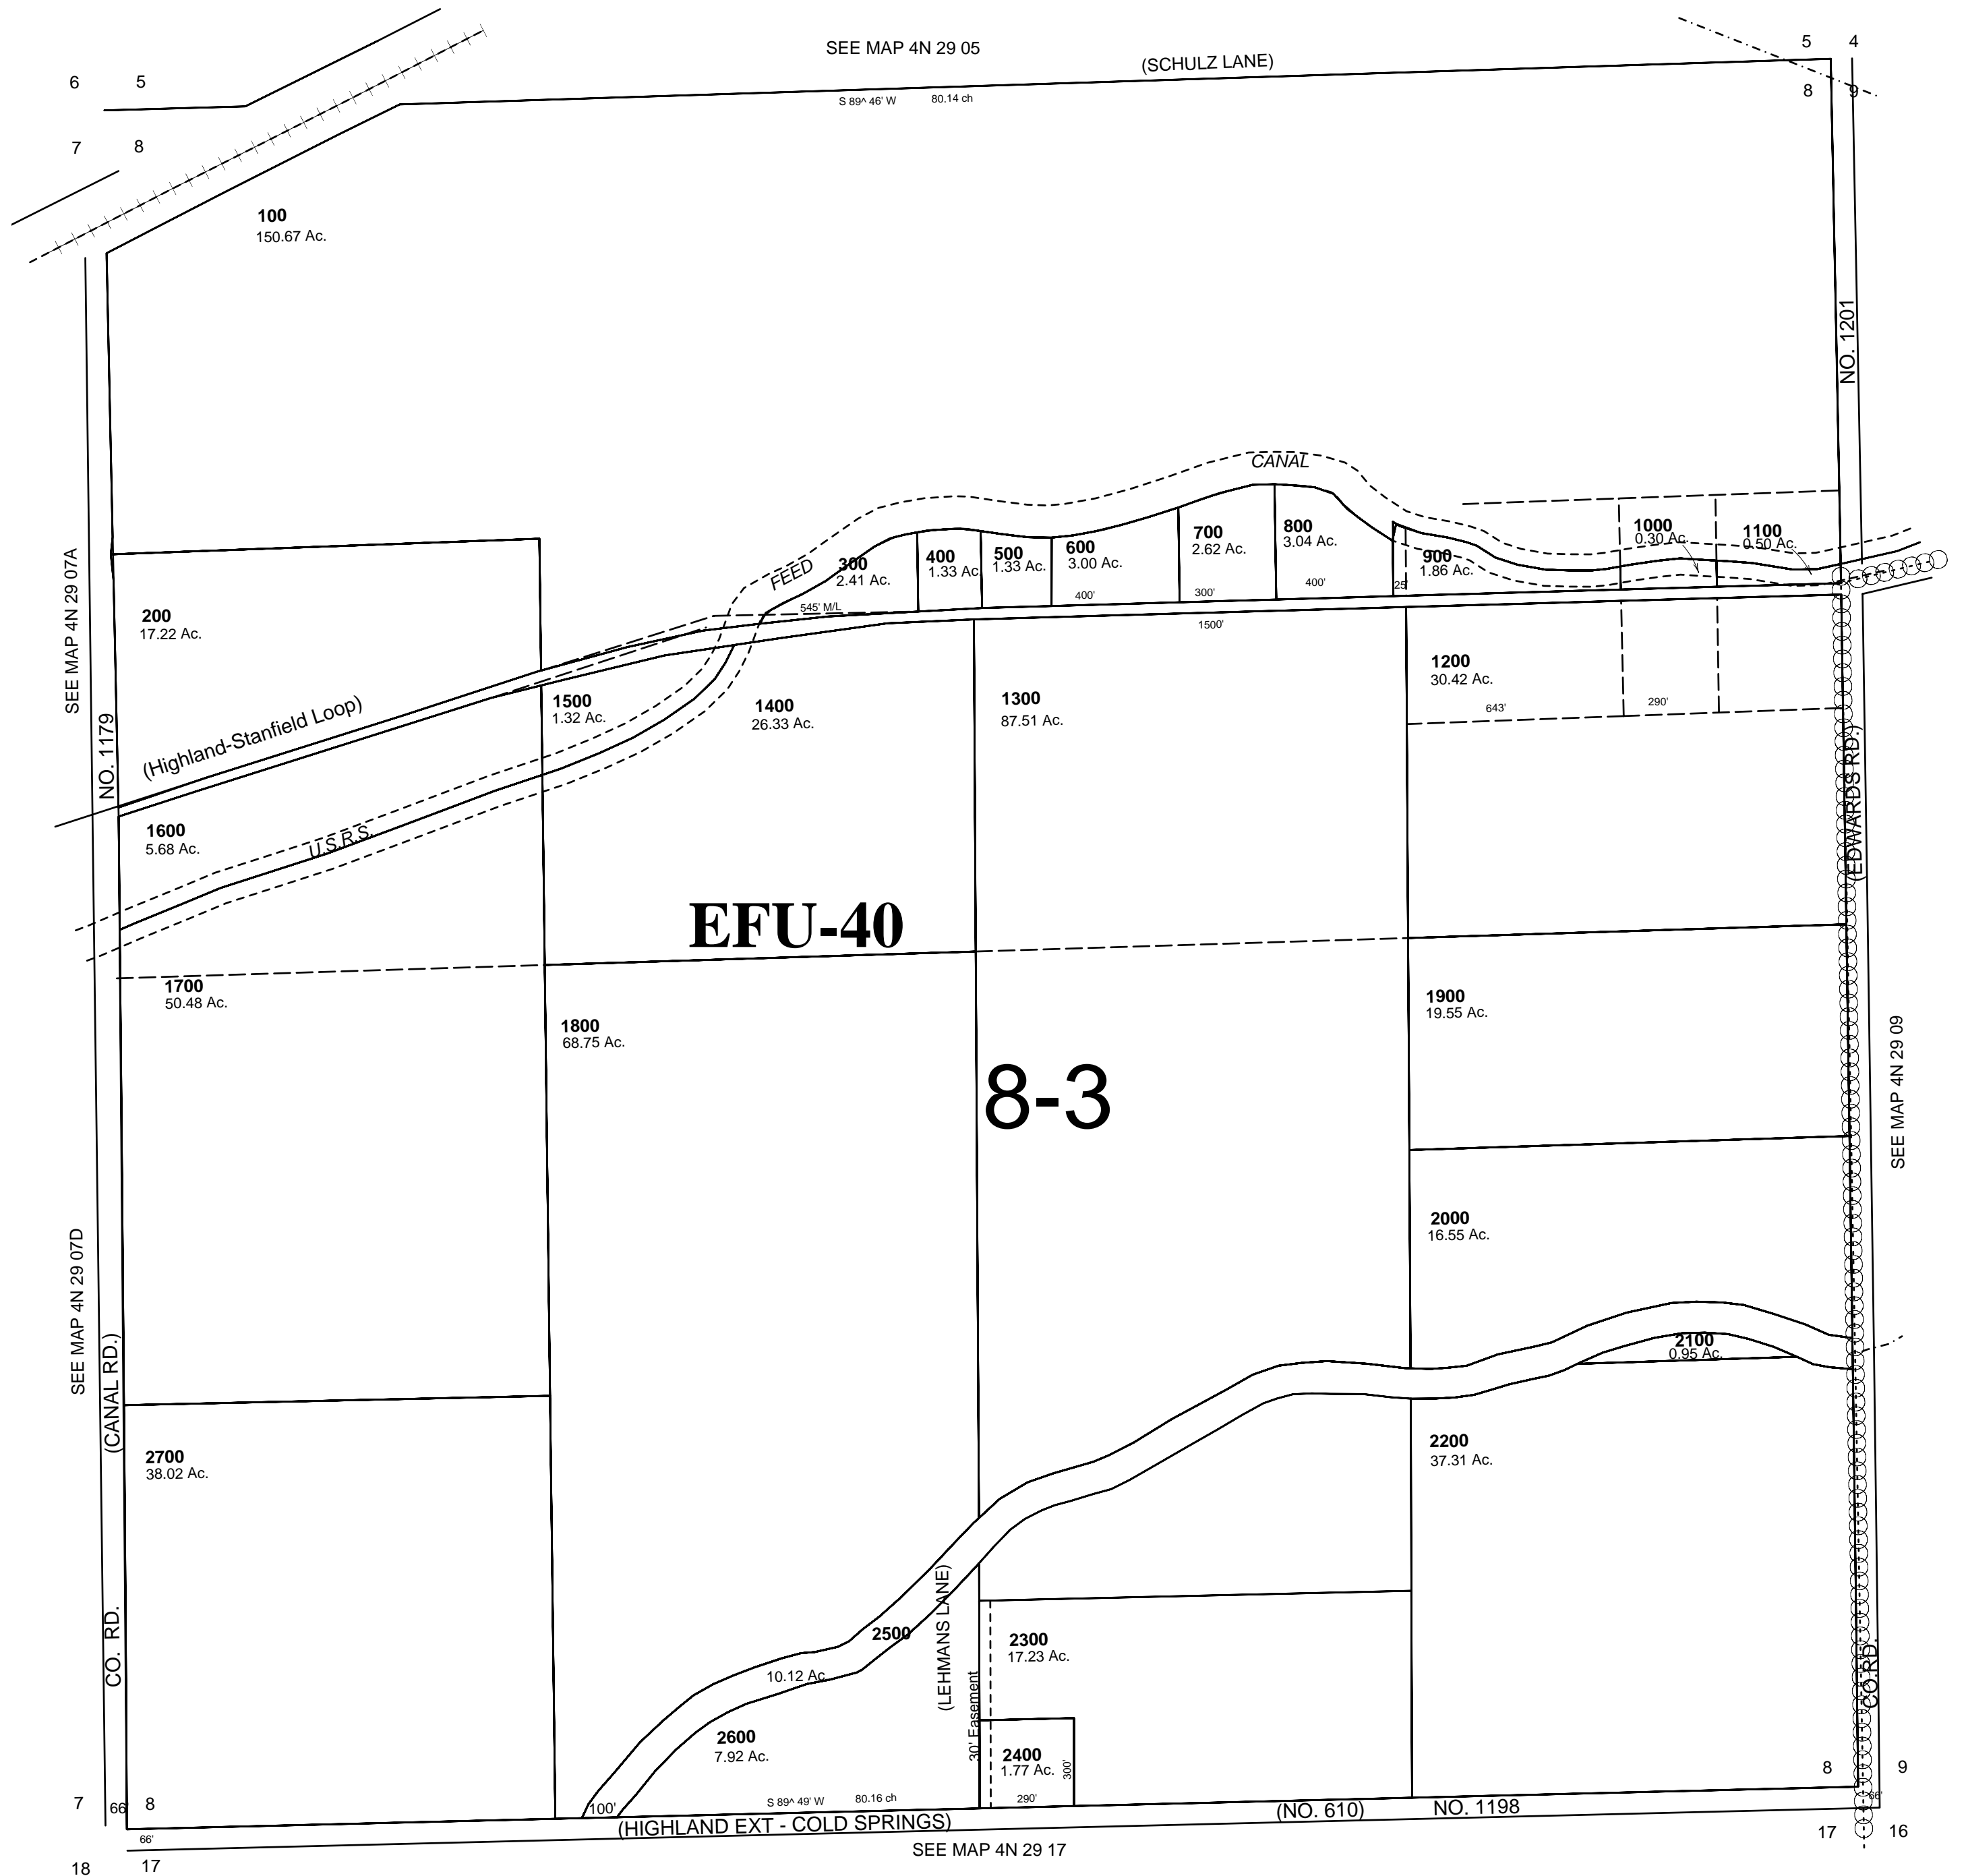 SEE MAP 4N 29 05
(SCHULZ LANE)
5 4
6 5
8 9
S 89^ 46' W 80.14 ch
7 8
100
150.67 Ac.
NO. 1201
CANAL
FEED
300
2.41 Ac.
400
1.33 Ac.
500
1.33 Ac.
600
3.00 Ac.
700
2.62 Ac.
800
3.04 Ac.
900
1.86 Ac.
1000
0.30 Ac.
1100
0.50 Ac.
545' M/L
400'
300'
400'
25'
1500'
SEE MAP 4N 29 07A
200
17.22 Ac.
NO. 1179
(Highland-Stanfield Loop)
1500
1.32 Ac.
1400
26.33 Ac.
1300
87.51 Ac.
1200
30.42 Ac.
643'
290'
(EDWARDS RD.)
1600
5.68 Ac.
U.S.R.S.
EFU-40
1700
50.48 Ac.
1800
68.75 Ac.
8-3
1900
19.55 Ac.
SEE MAP 4N 29 09
2000
16.55 Ac.
SEE MAP 4N 29 07D
(CANAL RD.)
2100
0.95 Ac.
2700
38.02 Ac.
2200
37.31 Ac.
CO. RD.
(LEHMANS LANE)
2500
10.12 Ac.
2300
17.23 Ac.
CO.RD.
30' Easement
2600
7.92 Ac.
2400
1.77 Ac.
300'
8 9
7 66' 8
100'
S 89^ 49' W 80.16 ch
290'
66'
(HIGHLAND EXT - COLD SPRINGS)
(NO. 610) NO. 1198
66'
17 16
SEE MAP 4N 29 17
18 17